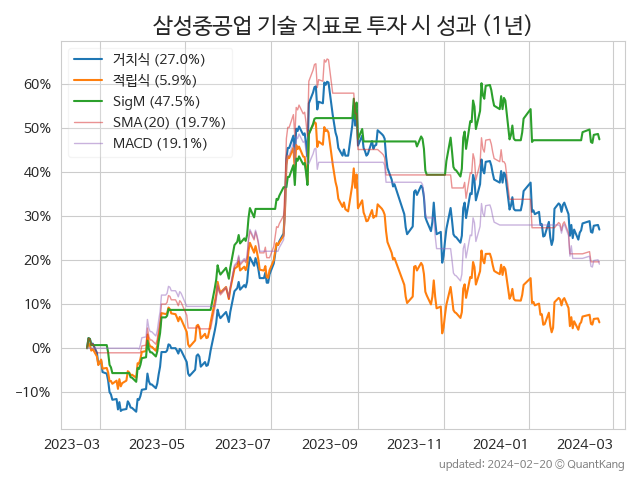 삼성중공업 기술 지표로 투자 시 성과 (1년)
거치식 (27.0%)
적립식 (5.9%)
SigM (47.5%)
SMA(20) (19.7%)
MACD (19.1%)
60%
50%
40%
30%
20%
10%
0%
−10%
2023-03 2023-05 2023-07 2023-09 2023-11 2024-01 2024-03
updated: 2024-02-20 © QuantKang